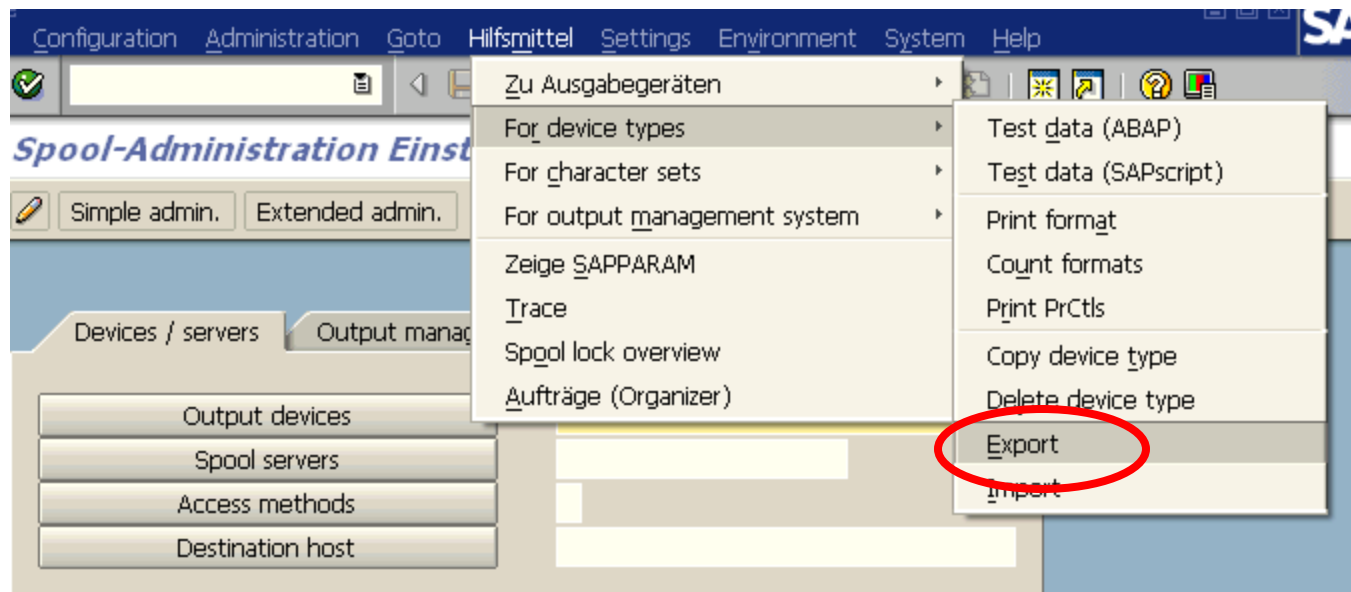 Configuration Administration Goto Hilfsmittel Settings Environment System Help
Zu Ausgabegeräten
For device types
For character sets
For output management system
Zeige SAPPARAM
Trace
Spool lock overview
Aufträge (Organizer)
Test data (ABAP)
Test data (SAPscript)
Print format
Count formats
Print PrCtls
Copy device type
Delete device type
Export
Import
Spool-Administration Einst
Simple admin. Extended admin.
Devices / servers Output manag
Output devices
Spool servers
Access methods
Destination host